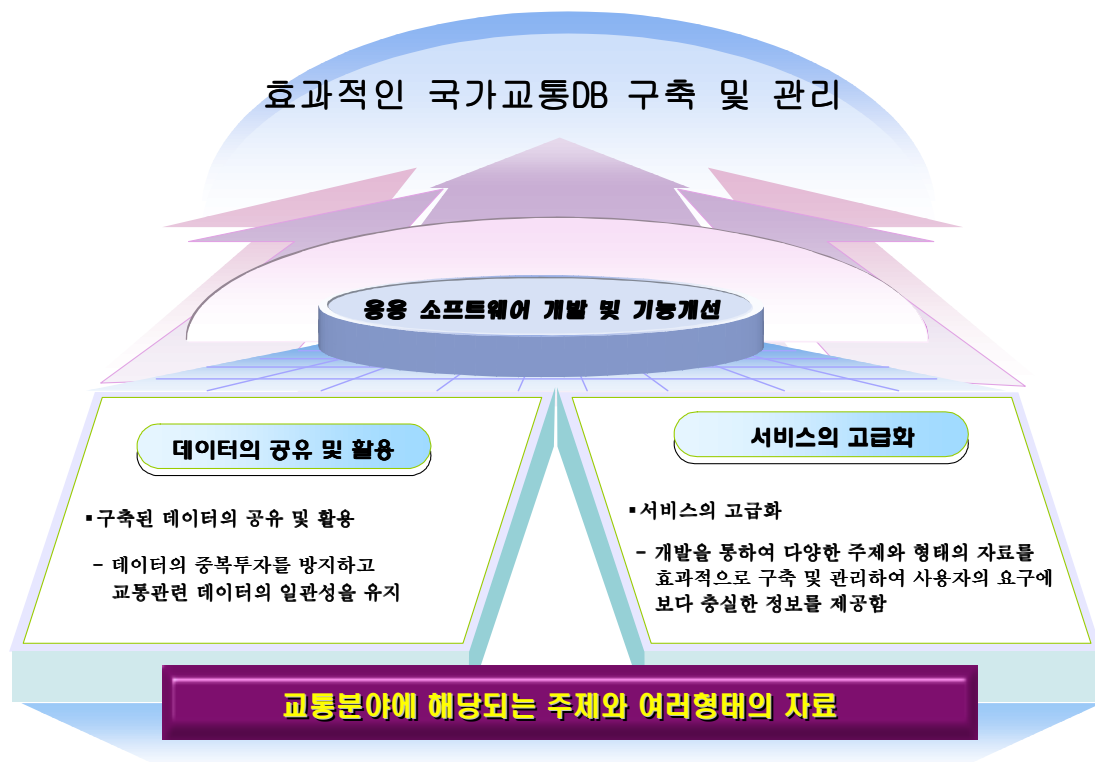 효과적인 국가교통DB 구축 및 관리
응용 소프트웨어 개발 및 기능개선
데이터의 공유 및 활용
▪구축된 데이터의 공유 및 활용
- 데이터의 중복투자를 방지하고
교통관련 데이터의 일관성을 유지
서비스의 고급화
▪서비스의 고급화
- 개발을 통하여 다양한 주제와 형태의 자료를
효과적으로 구축 및 관리하여 사용자의 요구에
보다 충실한 정보를 제공함
교통분야에 해당되는 주제와 여러형태의 자료